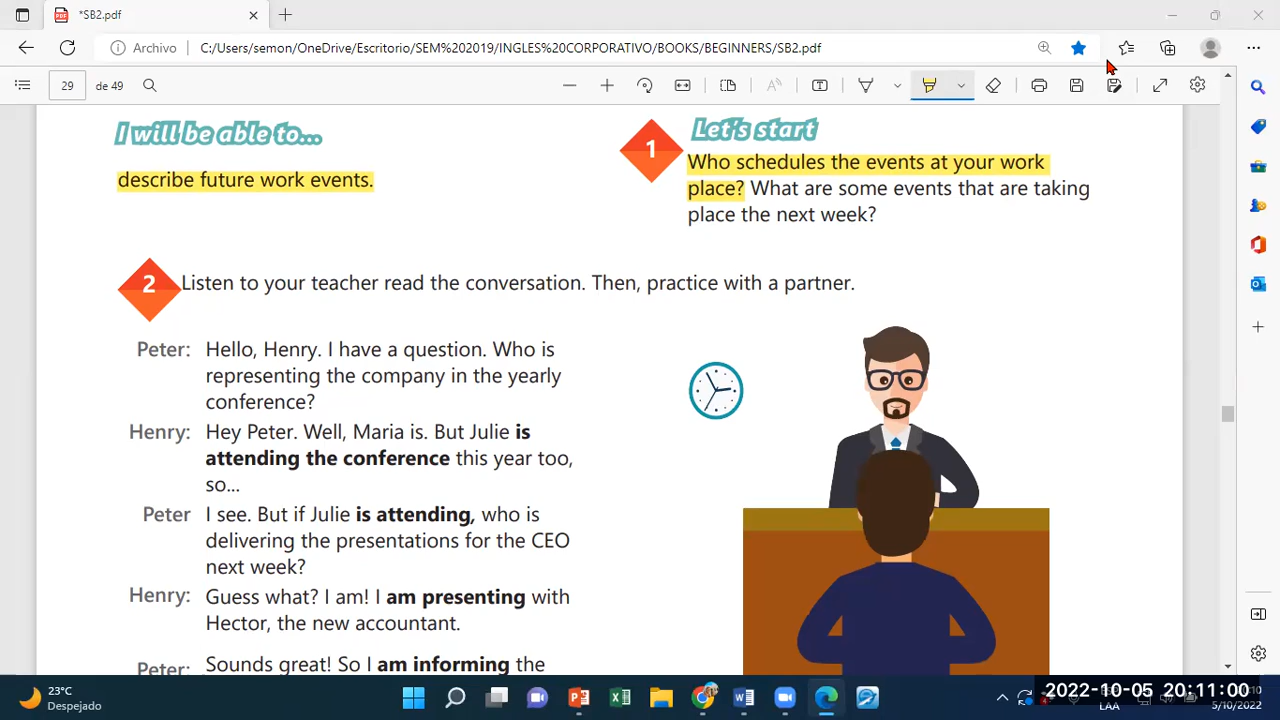 *SB2.pdf
Archivo C:/Users/semon/OneDrive/Escritorio/SEM%202019/INGLES%20CORPORATIVO/BOOKS/BEGINNERS/SB2.pdf
29 de 49
I will be able to...
describe future work events.
1
Let's start
Who schedules the events at your work
place? What are some events that are taking
place the next week?
2
Listen to your teacher read the conversation. Then, practice with a partner.
Peter: Hello, Henry. I have a question. Who is
representing the company in the yearly
conference?
Henry: Hey Peter. Well, Maria is. But Julie is
attending the conference this year too,
so...
Peter I see. But if Julie is attending, who is
delivering the presentations for the CEO
next week?
Henry: Guess what? I am! I am presenting with
Hector, the new accountant.
Peter: Sounds great! So I am informing the
23°C
Despejado
2022-10-05 20:11:00
LAA
5/10/2022